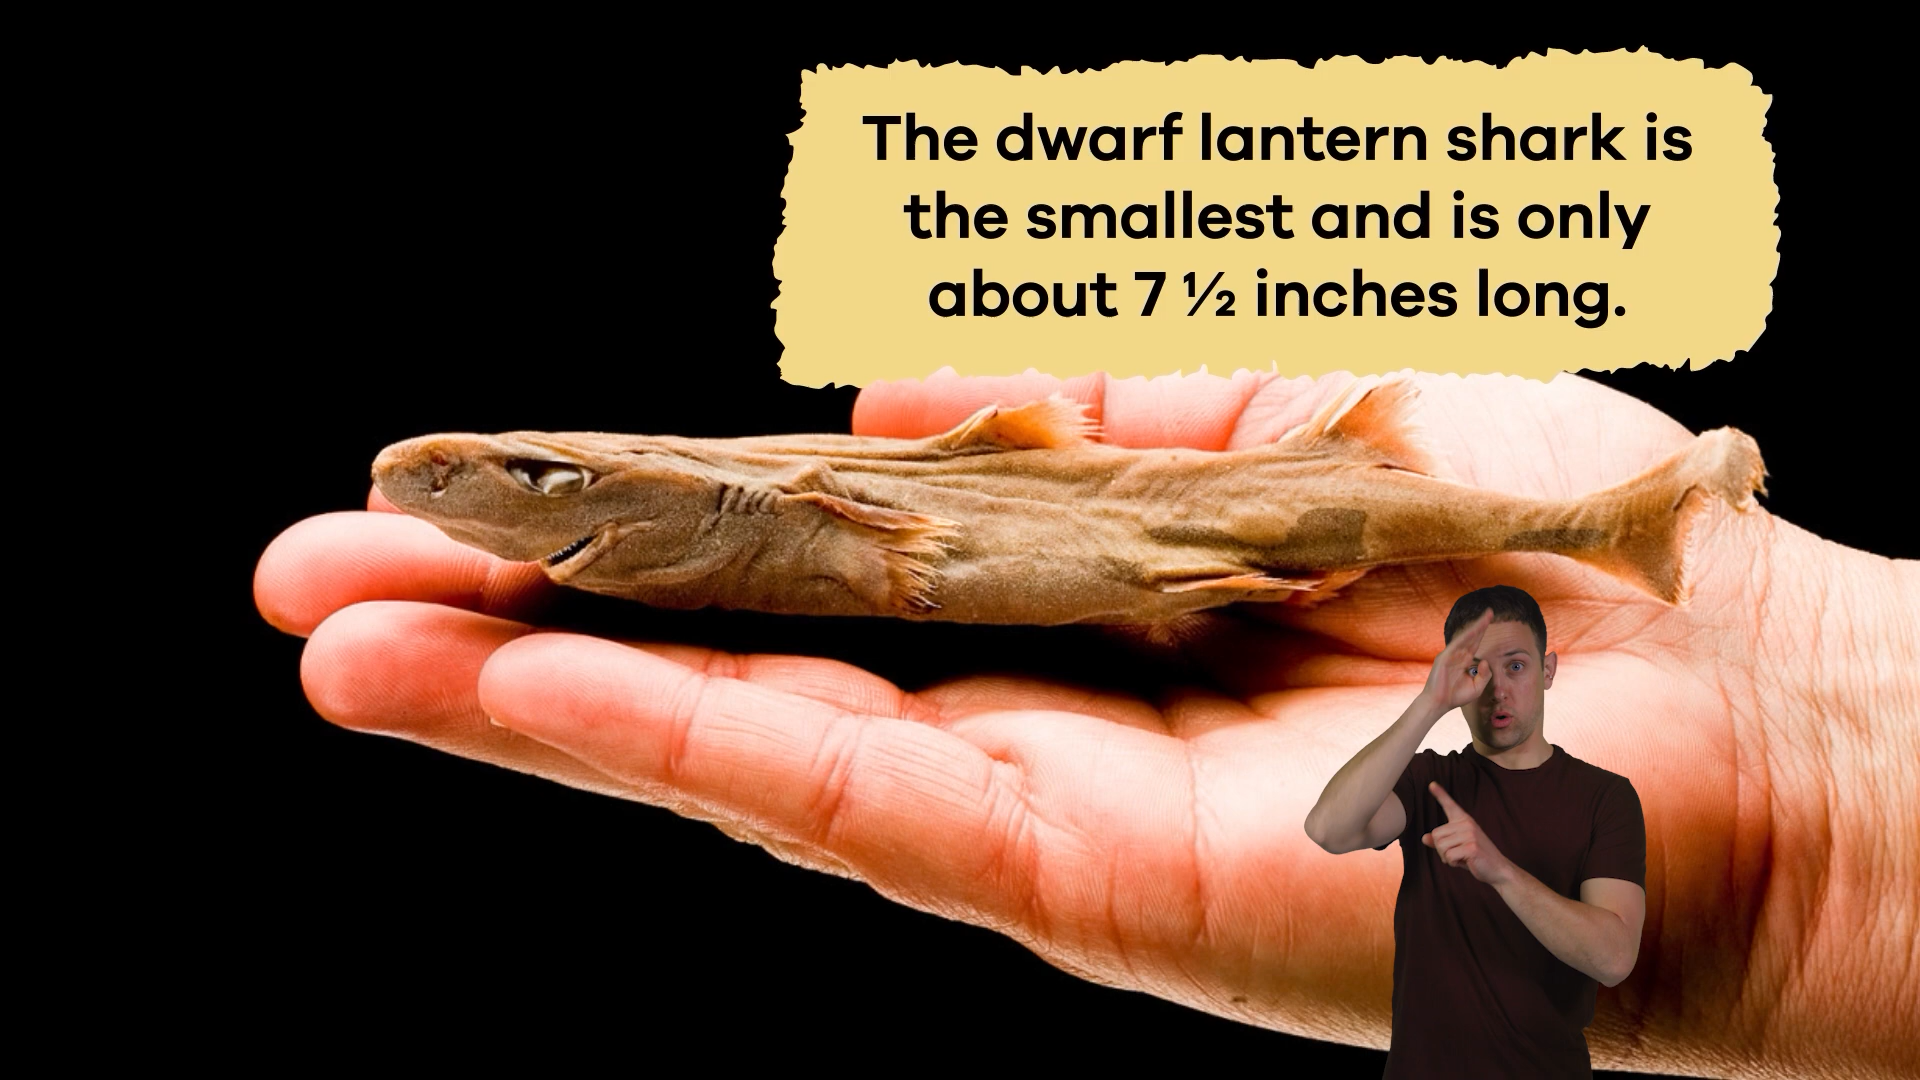 The dwarf lantern shark is
the smallest and is only
about 7 ½ inches long.